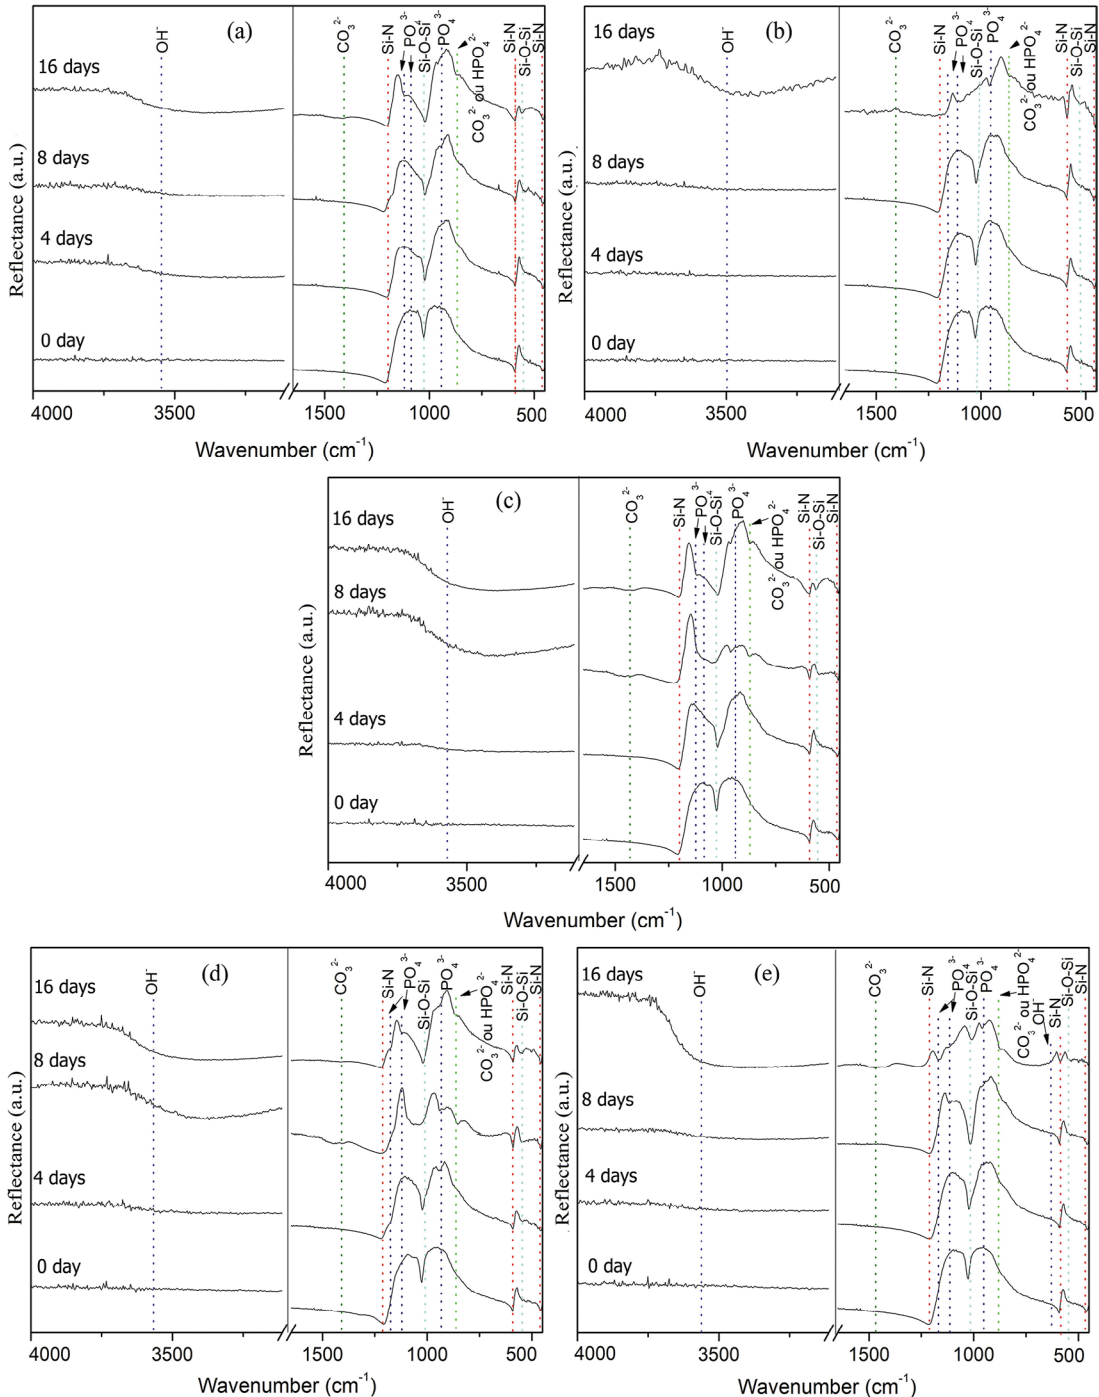 (a)
OH⁻
CO₃²⁻
Si-N
PO₄³⁻
Si-O-Si
PO₄³⁻
CO₃²⁻ ou HPO₄²⁻
Si-N
Si-O-Si
Si-N
16 days
8 days
4 days
0 day
Reflectance (a.u.)
4000 3500 1500 1000 500
Wavenumber (cm⁻¹)
(b)
OH⁻
CO₃²⁻
Si-N
PO₄³⁻
Si-O-Si
PO₄³⁻
CO₃²⁻ ou HPO₄²⁻
Si-N
Si-O-Si
Si-N
16 days
8 days
4 days
0 day
Reflectance (a.u.)
4000 3500 1500 1000 500
Wavenumber (cm⁻¹)
(c)
OH⁻
CO₃²⁻
Si-N
PO₄³⁻
Si-O-Si
PO₄³⁻
CO₃²⁻ ou HPO₄²⁻
Si-N
Si-O-Si
Si-N
16 days
8 days
4 days
0 day
Reflectance (a.u.)
4000 3500 1500 1000 500
Wavenumber (cm⁻¹)
(d)
OH⁻
CO₃²⁻
Si-N
PO₄³⁻
Si-O-Si
PO₄³⁻
CO₃²⁻ ou HPO₄²⁻
Si-N
Si-O-Si
Si-N
16 days
8 days
4 days
0 day
Reflectance (a.u.)
4000 3500 1500 1000 500
Wavenumber (cm⁻¹)
(e)
OH⁻
CO₃²⁻
Si-N
PO₄³⁻
Si-O-Si
PO₄³⁻
CO₃²⁻ ou HPO₄²⁻
OH⁻
Si-N
Si-O-Si
Si-N
16 days
8 days
4 days
0 day
Reflectance (a.u.)
4000 3500 1500 1000 500
Wavenumber (cm⁻¹)